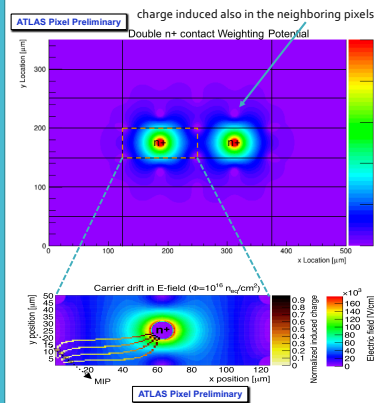 charge induced also in the neighboring pixels
ATLAS Pixel Preliminary
Double n+ contact Weighting Potential
y Location [μm]
300
200
100
0
n+ n+
0 100 200 300 400 500
x Location [μm]
Carrier drift in E-field (Φ=10¹⁶ nₑq/cm²)
y position [μm]
50
45
40
35
30
25
20
15
10
5
0
n+
0 20 40 60 80 100 120
x position [μm]
MIP
0.9
0.8
0.7
0.6
0.5
0.4
0.3
0.2
0.1
0
Normalized induced charge
×10³
160
140
120
100
80
60
40
20
0
Electric field [V/cm]
ATLAS Pixel Preliminary